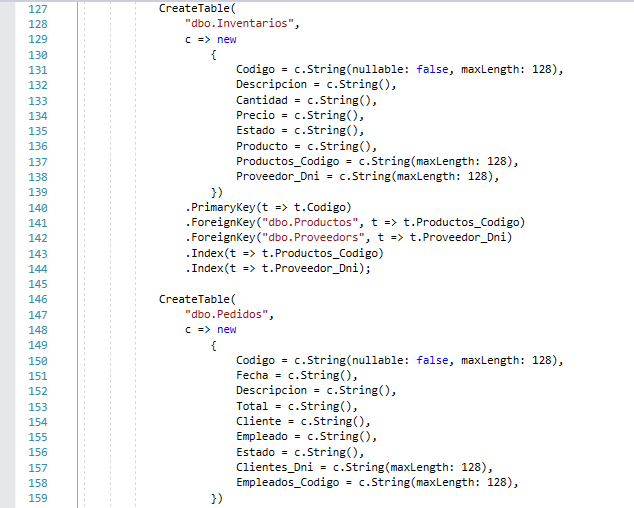 127 CreateTable(
128 "dbo.Inventarios",
129 c => new
130 {
131 Codigo = c.String(nullable: false, maxLength: 128),
132 Descripcion = c.String(),
133 Cantidad = c.String(),
134 Precio = c.String(),
135 Estado = c.String(),
136 Producto = c.String(),
137 Productos_Codigo = c.String(maxLength: 128),
138 Proveedor_Dni = c.String(maxLength: 128),
139 })
140 .PrimaryKey(t => t.Codigo)
141 .ForeignKey("dbo.Productos", t => t.Productos_Codigo)
142 .ForeignKey("dbo.Proveedors", t => t.Proveedor_Dni)
143 .Index(t => t.Productos_Codigo)
144 .Index(t => t.Proveedor_Dni);
145
146 CreateTable(
147 "dbo.Pedidos",
148 c => new
149 {
150 Codigo = c.String(nullable: false, maxLength: 128),
151 Fecha = c.String(),
152 Descripcion = c.String(),
153 Total = c.String(),
154 Cliente = c.String(),
155 Empleado = c.String(),
156 Estado = c.String(),
157 Clientes_Dni = c.String(maxLength: 128),
158 Empleados_Codigo = c.String(maxLength: 128),
159 })